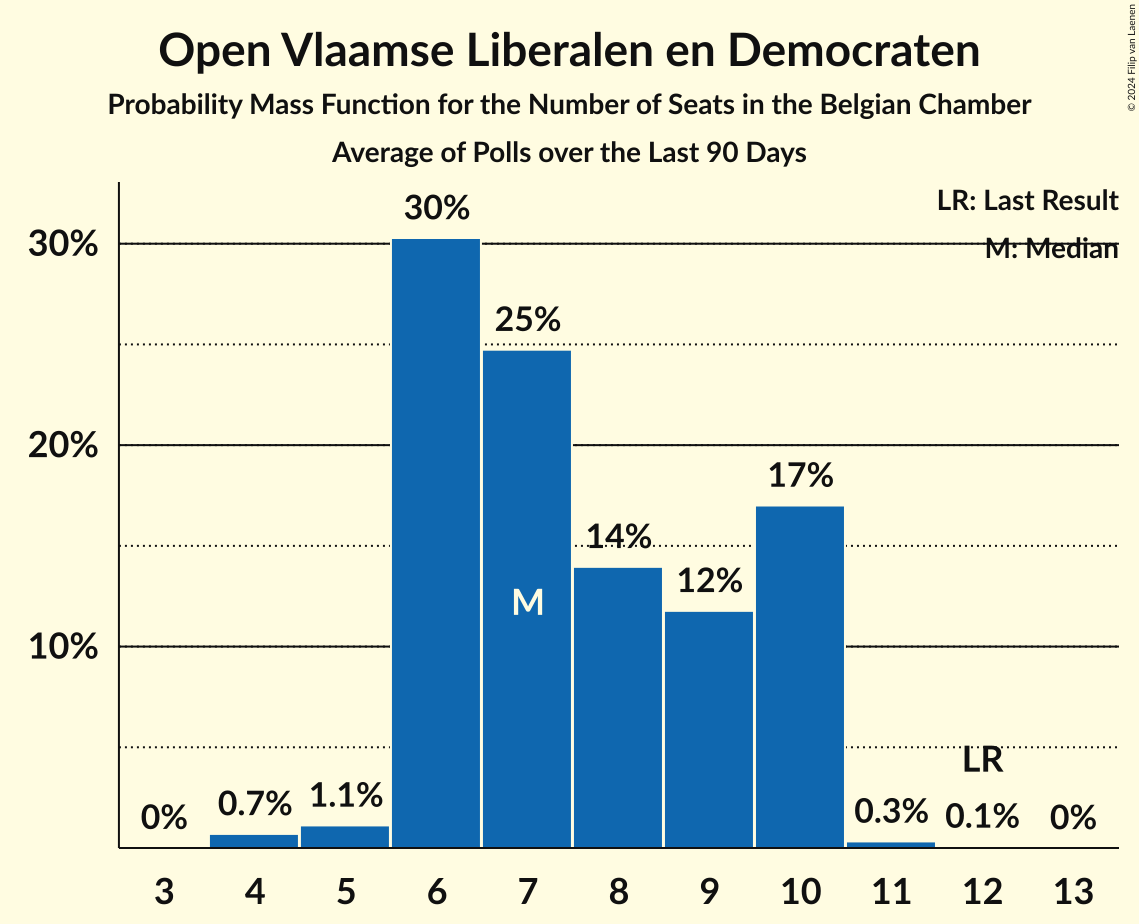 Open Vlaamse Liberalen en Democraten
Probability Mass Function for the Number of Seats in the Belgian Chamber
Average of Polls over the Last 90 Days
© 2024 Filip van Laenen
LR: Last Result
M: Median
30%
20%
10%
0%
0.7%
1.1%
30%
25%
M
14%
12%
17%
0.3%
LR
0.1%
0%
3 4 5 6 7 8 9 10 11 12 13